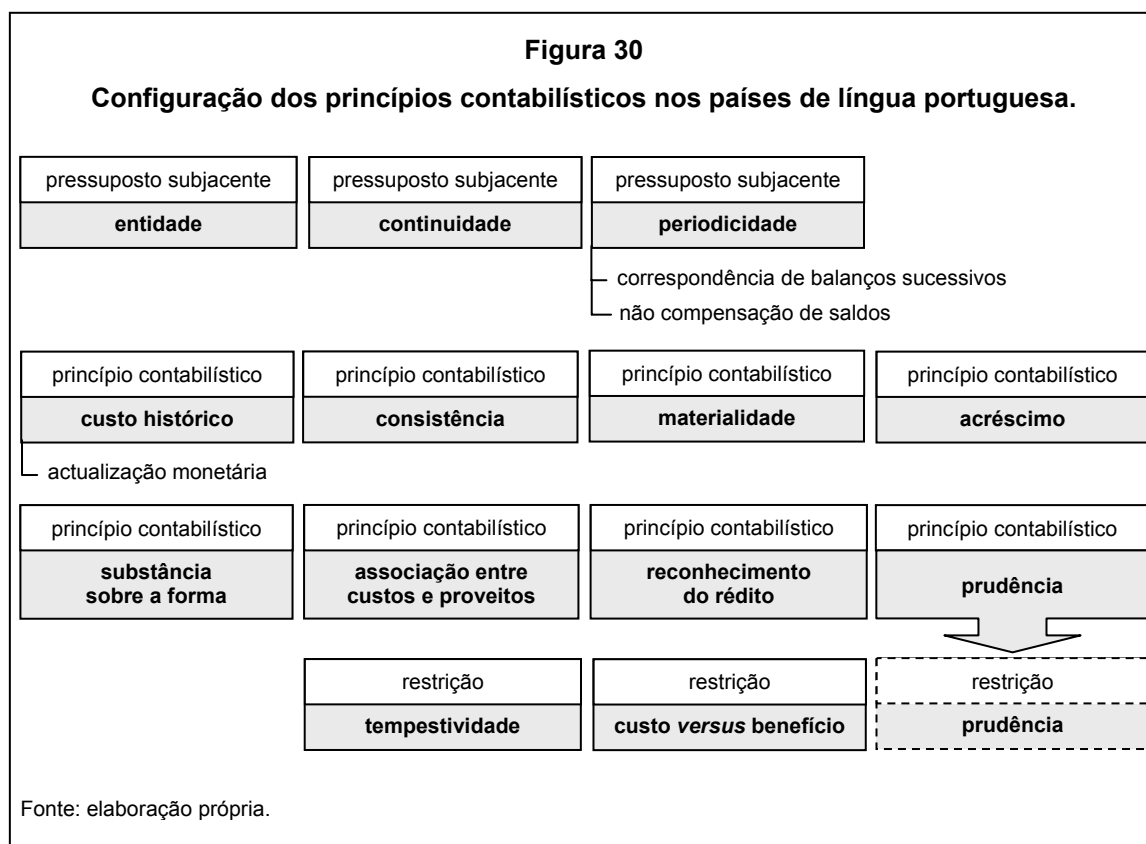 Figura 30
Configuração dos princípios contabilísticos nos países de língua portuguesa.
pressuposto subjacente
entidade
pressuposto subjacente
continuidade
pressuposto subjacente
periodicidade
correspondência de balanços sucessivos
não compensação de saldos
princípio contabilístico
custo histórico
actualização monetária
princípio contabilístico
consistência
princípio contabilístico
materialidade
princípio contabilístico
acréscimo
princípio contabilístico
substância
sobre a forma
princípio contabilístico
associação entre
custos e proveitos
princípio contabilístico
reconhecimento
do rédito
princípio contabilístico
prudência
restrição
tempestividade
restrição
custo versus benefício
restrição
prudência
Fonte: elaboração própria.